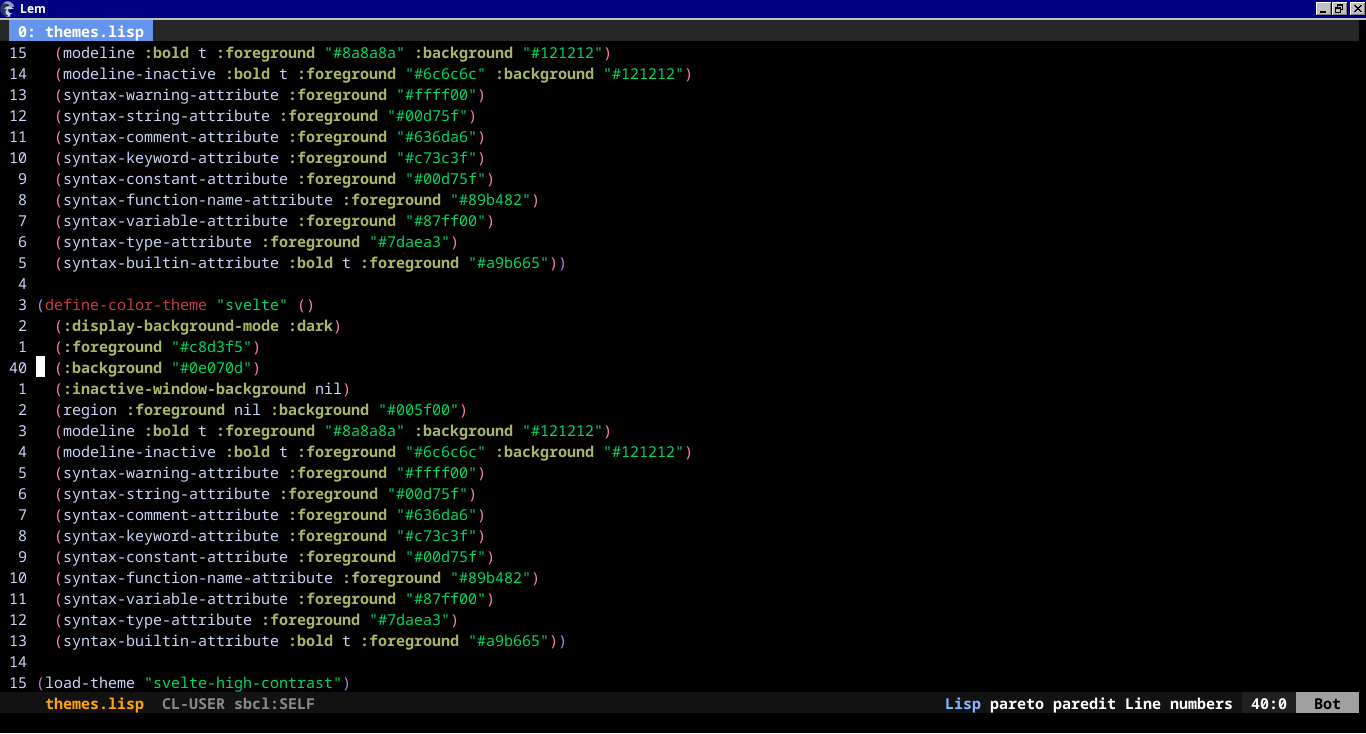 Lem
0: themes.lisp
15   (modeline :bold t :foreground "#8a8a8a" :background "#121212")
14   (modeline-inactive :bold t :foreground "#6c6c6c" :background "#121212")
13   (syntax-warning-attribute :foreground "#ffff00")
12   (syntax-string-attribute :foreground "#00d75f")
11   (syntax-comment-attribute :foreground "#636da6")
10   (syntax-keyword-attribute :foreground "#c73c3f")
 9   (syntax-constant-attribute :foreground "#00d75f")
 8   (syntax-function-name-attribute :foreground "#89b482")
 7   (syntax-variable-attribute :foreground "#87ff00")
 6   (syntax-type-attribute :foreground "#7daea3")
 5   (syntax-builtin-attribute :bold t :foreground "#a9b665"))
 4
 3 (define-color-theme "svelte" ()
 2   (:display-background-mode :dark)
 1   (:foreground "#c8d3f5")
40   (:background "#0e070d")
 1   (:inactive-window-background nil)
 2   (region :foreground nil :background "#005f00")
 3   (modeline :bold t :foreground "#8a8a8a" :background "#121212")
 4   (modeline-inactive :bold t :foreground "#6c6c6c" :background "#121212")
 5   (syntax-warning-attribute :foreground "#ffff00")
 6   (syntax-string-attribute :foreground "#00d75f")
 7   (syntax-comment-attribute :foreground "#636da6")
 8   (syntax-keyword-attribute :foreground "#c73c3f")
 9   (syntax-constant-attribute :foreground "#00d75f")
10   (syntax-function-name-attribute :foreground "#89b482")
11   (syntax-variable-attribute :foreground "#87ff00")
12   (syntax-type-attribute :foreground "#7daea3")
13   (syntax-builtin-attribute :bold t :foreground "#a9b665"))
14
15 (load-theme "svelte-high-contrast")
themes.lisp  CL-USER sbcl:SELF  Lisp pareto paredit Line numbers  40:0  Bot